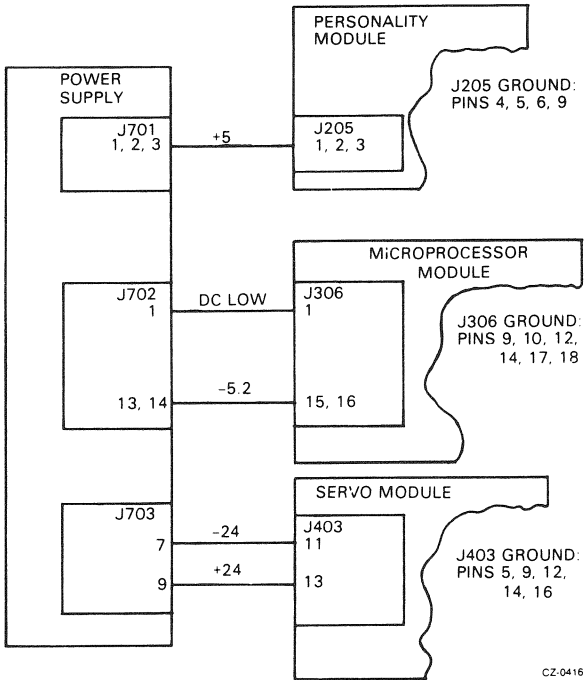 POWER
SUPPLY
J701
1, 2, 3
+5
PERSONALITY
MODULE
J205
1, 2, 3
J205 GROUND:
PINS 4, 5, 6, 9
J702
1
DC LOW
MiCROPROCESSOR
MODULE
J306
1
J306 GROUND:
PINS 9, 10, 12,
14, 17, 18
13, 14
-5.2
15, 16
J703
7
-24
SERVO MODULE
J403
11
9
+24
13
J403 GROUND:
PINS 5, 9, 12,
14, 16
CZ-0416